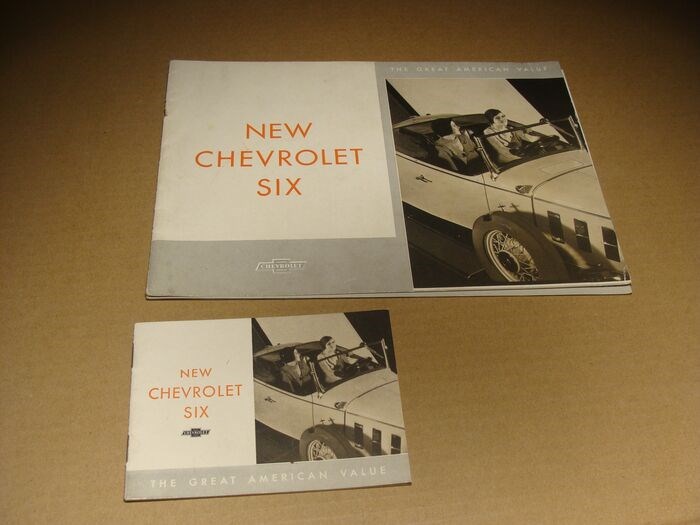 THE GREAT AMERICAN VALUE
NEW
CHEVROLET
SIX
CHEVROLET
NEW
CHEVROLET
SIX
CHEVROLET
THE GREAT AMERICAN VALUE